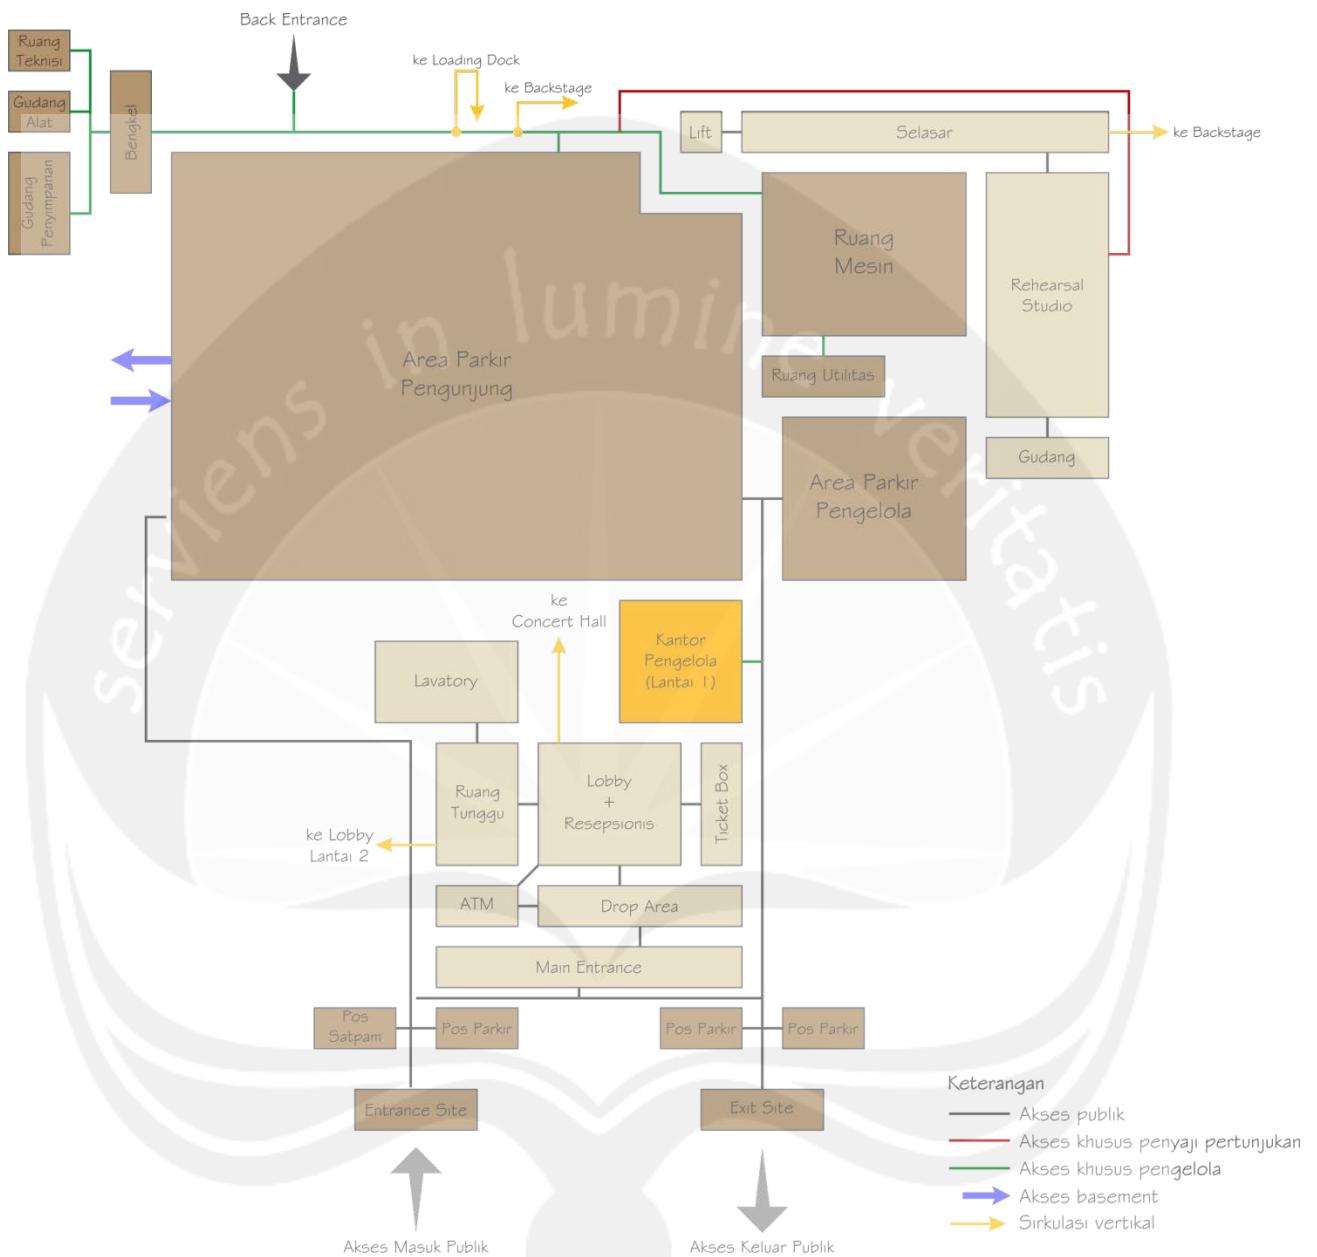 Back Entrance
Ruang
Teknisi
ke Loading Dock
ke Backstage
Gudang
Alat
Bengkel
Lift
Selasar
ke Backstage
Gudang
Penyimpanan
Ruang
Mesin
Rehearsal
Studio
Area Parkir
Pengunjung
Ruang Utilitas
Gudang
Area Parkir
Pengelola
ke
Concert Hall
Kantor
Pengelola
(Lantai 1)
Lavatory
Ruang
Tunggu
Lobby
+
Resepsionis
Ticket Box
ke Lobby
Lantai 2
ATM
Drop Area
Main Entrance
Pos
Satpam
Pos Parkir
Pos Parkir
Pos Parkir
Entrance Site
Exit Site
Akses Masuk Publik
Akses Keluar Publik
Keterangan
Akses publik
Akses khusus penyaji pertunjukan
Akses khusus pengelola
Akses basement
Sirkulasi vertikal
serviens in lumine veritatis